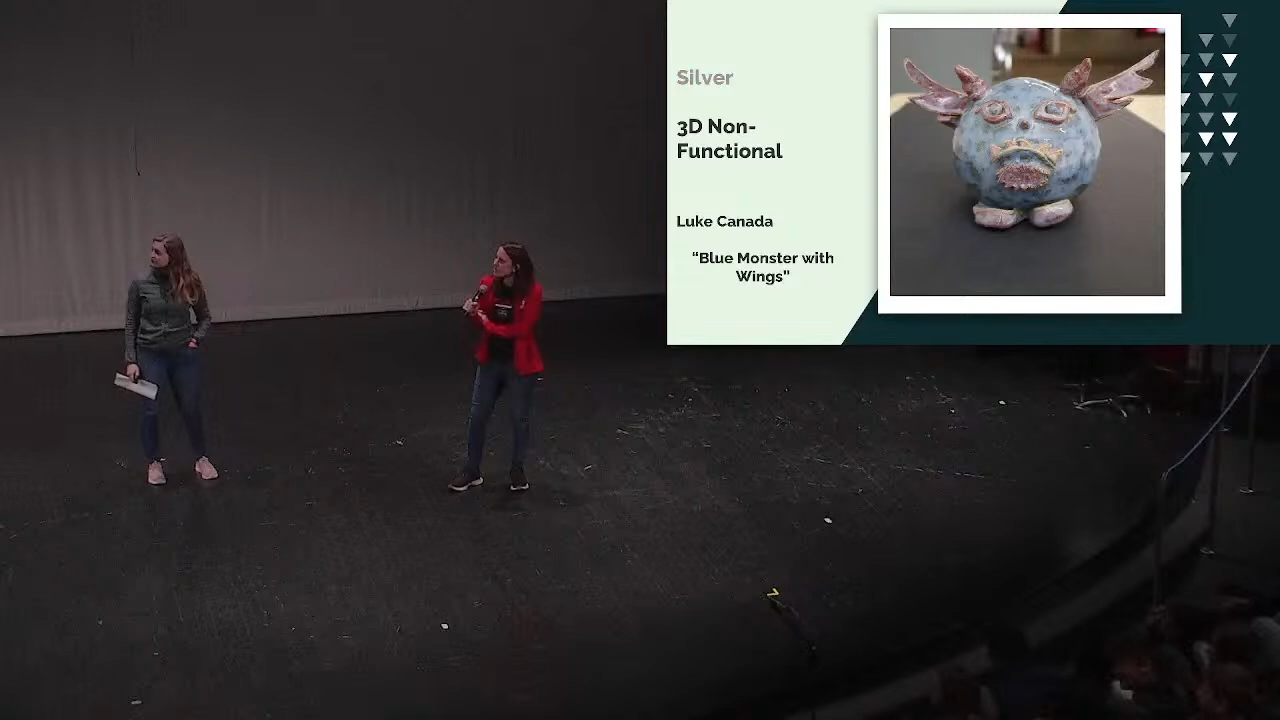 Silver
3D Non-
Functional
Luke Canada
“Blue Monster with
Wings”